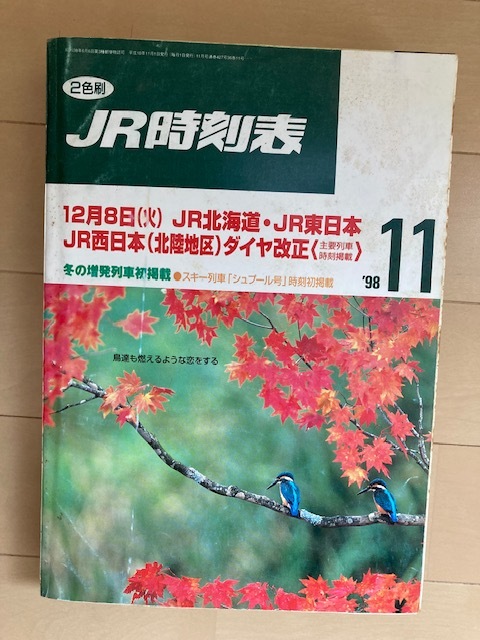 2色刷
JR時刻表
12月8日(火) JR北海道・JR東日本
JR西日本(北陸地区)ダイヤ改正《主要列車時刻掲載》
'98 11
冬の増発列車初掲載 ●スキー列車「シュプール号」時刻初掲載
鳥達も燃えるような恋をする